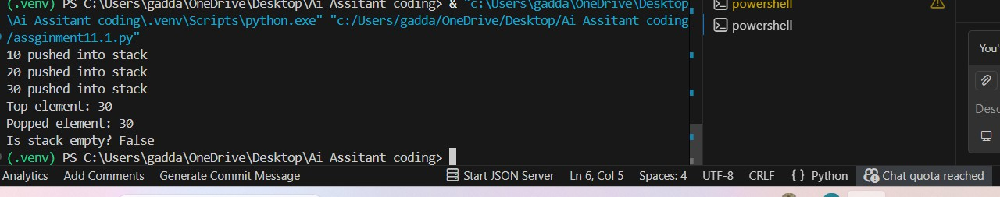 (.venv) PS C:\Users\gadda\OneDrive\Desktop\Ai Assitant coding> & "c:\Users\gadda\OneDrive\Desktop
\Ai Assitant coding\.venv\Scripts\python.exe" "c:/Users/gadda/OneDrive/Desktop/Ai Assitant coding
/assginment11.1.py"
10 pushed into stack
20 pushed into stack
30 pushed into stack
Top element: 30
Popped element: 30
Is stack empty? False
(.venv) PS C:\Users\gadda\OneDrive\Desktop\Ai Assitant coding>
powershell
powershell
You'
Desc
Analytics Add Comments Generate Commit Message Start JSON Server Ln 6, Col 5 Spaces: 4 UTF-8 CRLF { } Python Chat quota reached